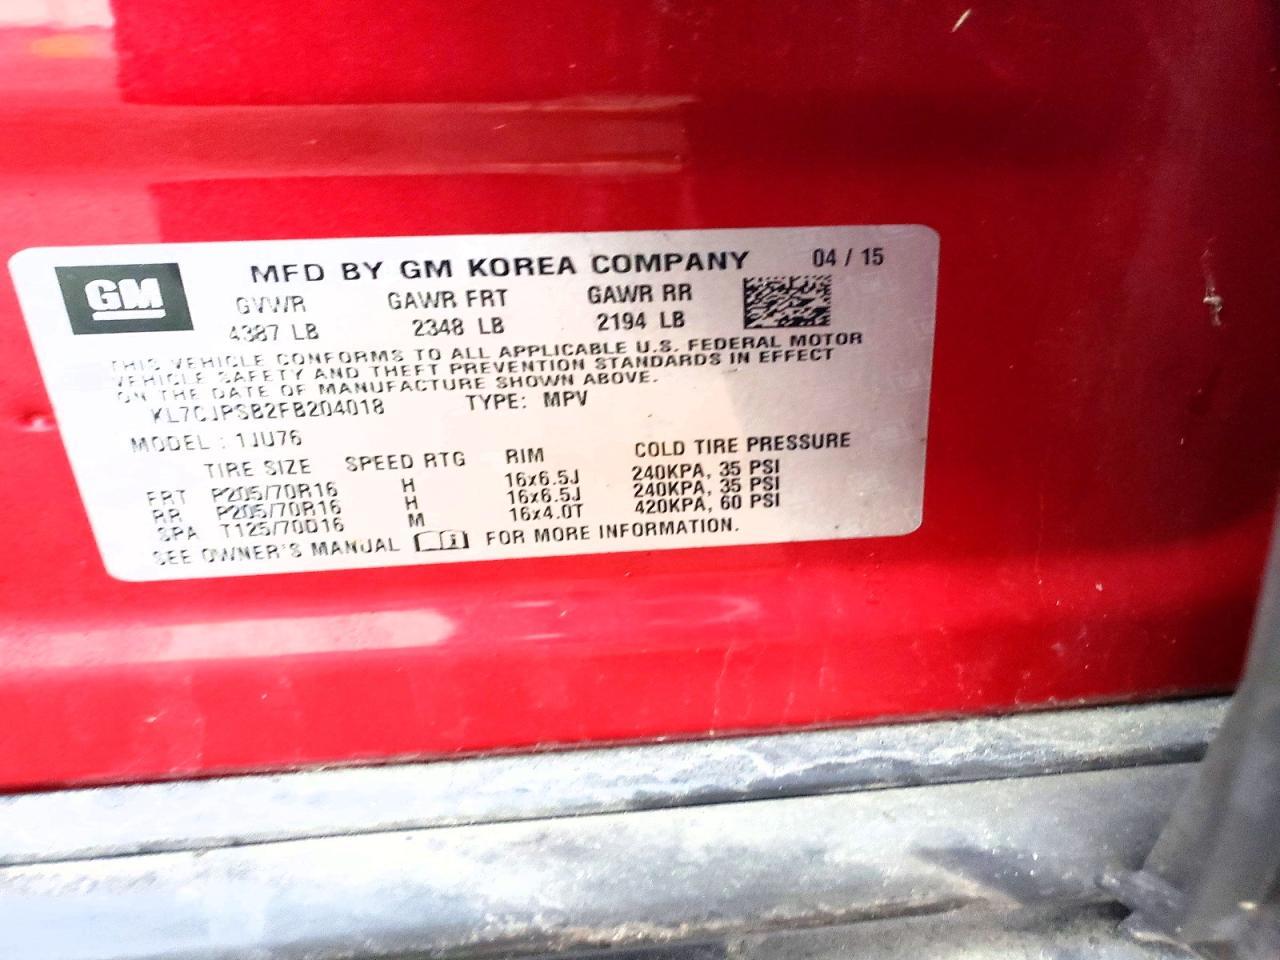 GM
MFD BY GM KOREA COMPANY 04 / 15
GVWR GAWR FRT GAWR RR
4387 LB 2348 LB 2194 LB
THIS VEHICLE CONFORMS TO ALL APPLICABLE U.S. FEDERAL MOTOR
VEHICLE SAFETY AND THEFT PREVENTION STANDARDS IN EFFECT
ON THE DATE OF MANUFACTURE SHOWN ABOVE.
KL7CJPSB2FB204018 TYPE: MPV
MODEL : 1JU76
TIRE SIZE SPEED RTG RIM COLD TIRE PRESSURE
FRT P205/70R16 H 16x6.5J 240KPA, 35 PSI
RR P205/70R16 H 16x6.5J 240KPA, 35 PSI
SPA T125/70D16 M 16x4.0T 420KPA, 60 PSI
SEE OWNER'S MANUAL i FOR MORE INFORMATION.